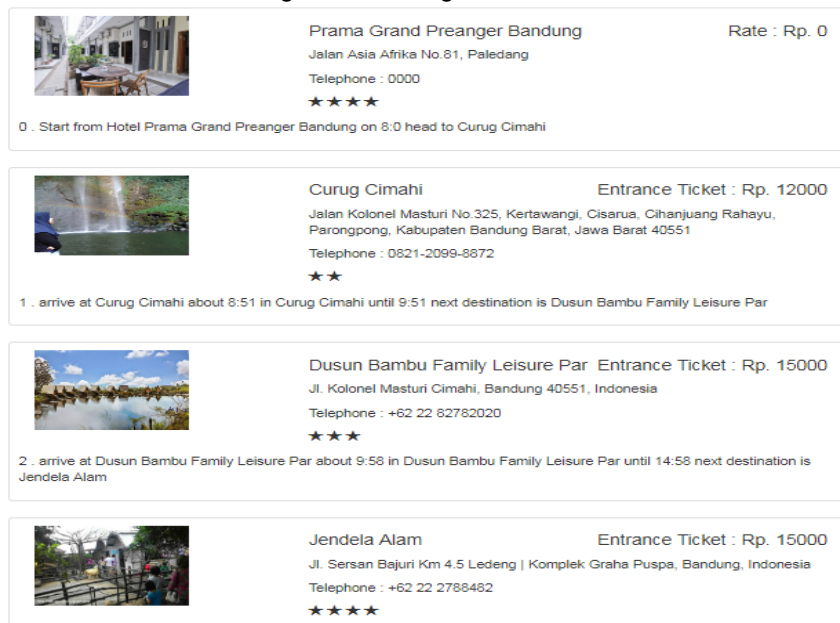 Prama Grand Preanger Bandung Rate : Rp. 0
Jalan Asia Afrika No.81, Paledang
Telephone : 0000
★★★★
0 . Start from Hotel Prama Grand Preanger Bandung on 8:0 head to Curug Cimahi
Curug Cimahi Entrance Ticket : Rp. 12000
Jalan Kolonel Masturi No.325, Kertawangi, Cisarua, Cihanjuang Rahayu,
Parongpong, Kabupaten Bandung Barat, Jawa Barat 40551
Telephone : 0821-2099-8872
★★
1 . arrive at Curug Cimahi about 8:51 in Curug Cimahi until 9:51 next destination is Dusun Bambu Family Leisure Par
Dusun Bambu Family Leisure Par Entrance Ticket : Rp. 15000
Jl. Kolonel Masturi Cimahi, Bandung 40551, Indonesia
Telephone : +62 22 82782020
★★★
2 . arrive at Dusun Bambu Family Leisure Par about 9:58 in Dusun Bambu Family Leisure Par until 14:58 next destination is
Jendela Alam
Jendela Alam Entrance Ticket : Rp. 15000
Jl. Sersan Bajuri Km 4.5 Ledeng | Komplek Graha Puspa, Bandung, Indonesia
Telephone : +62 22 2788482
★★★★